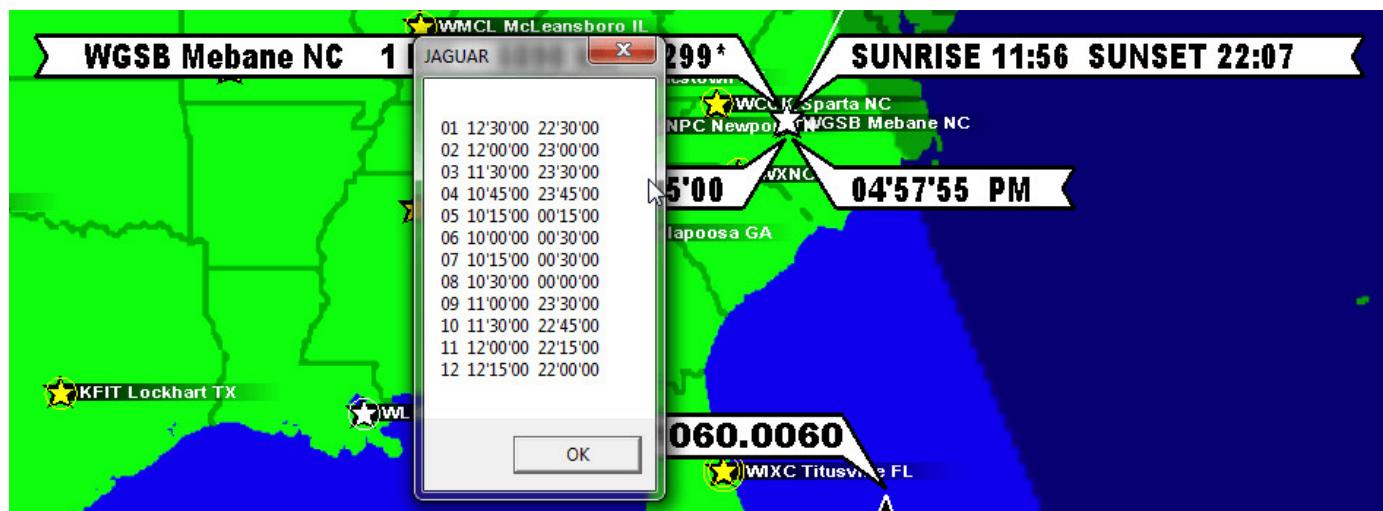 WMCL McLeansboro IL
WGSB Mebane NC 1
299*
SUNRISE 11:56 SUNSET 22:07
JAGUAR
WCOK Sparta NC
Newpor
WGSB Mebane NC
01 12'30'00 22'30'00
02 12'00'00 23'00'00
03 11'30'00 23'30'00
04 10'45'00 23'45'00
05 10'15'00 00'15'00
06 10'00'00 00'30'00
07 10'15'00 00'30'00
08 10'30'00 00'00'00
09 11'00'00 23'30'00
10 11'30'00 22'45'00
11 12'00'00 22'15'00
12 12'15'00 22'00'00
WXNC
5'00
04'57'55 PM
lapoosa GA
KFIT Lockhart TX
WL
060.0060
OK
WIXC Titusville FL